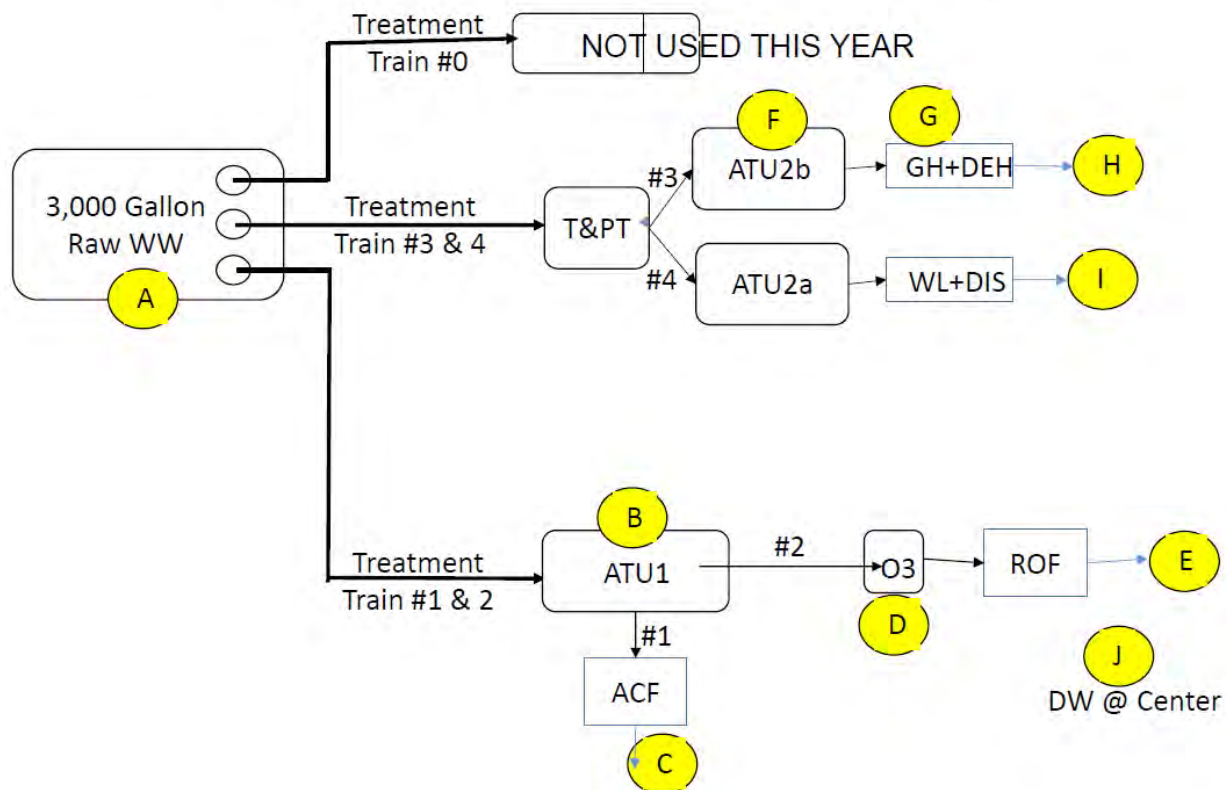 Treatment
Train #0
NOT USED THIS YEAR
F
G
3,000 Gallon
Raw WW
A
Treatment
Train #3 & 4
T&PT
#3
#4
ATU2b
GH+DEH
H
ATU2a
WL+DIS
I
B
Treatment
Train #1 & 2
ATU1
#2
O3
D
ROF
E
#1
ACF
C
J
DW @ Center